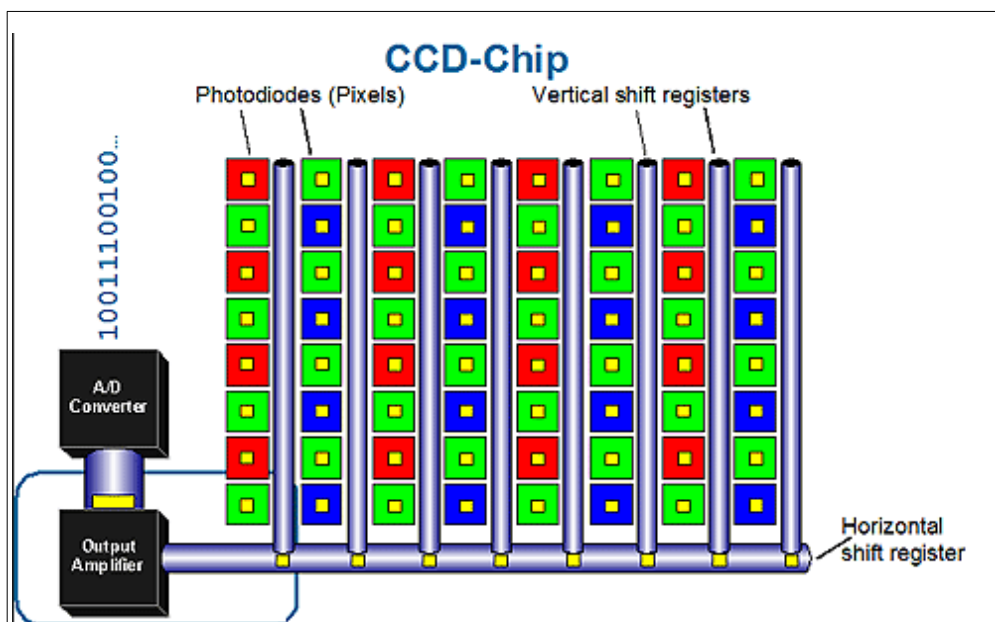 CCD-Chip
Photodiodes (Pixels)
Vertical shift registers
10011100100...
A/D
Converter
Output
Amplifier
Horizontal
shift register